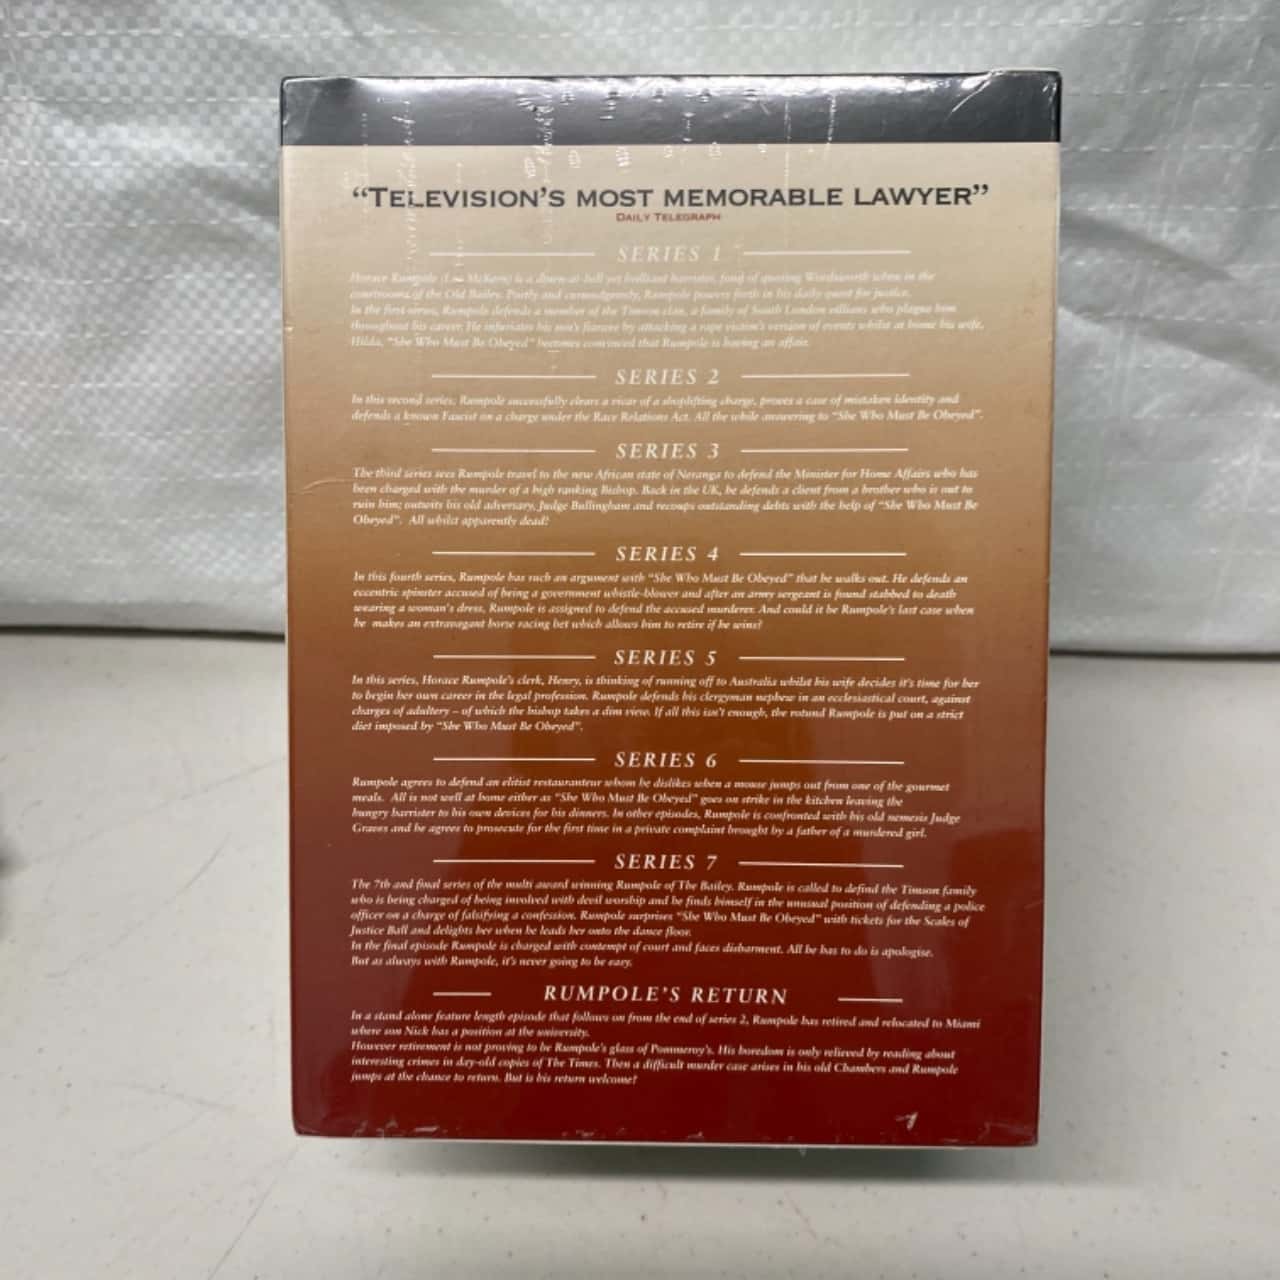 “TELEVISION’S MOST MEMORABLE LAWYER”
DAILY TELEGRAPH
SERIES 1
Horace Rumpole (Leo McKern) is a down-at-heel yet brilliant barrister, fond of quoting Wordsworth when in the
courtrooms of the Old Bailey. Portly and curmudgeonly, Rumpole powers forth in his daily quest for justice.
In the first series, Rumpole defends a member of the Timson clan, a family of South London villians who plague him
throughout his career. He infuriates his son's fiancee by attacking a rape victim's version of events whilst at home his wife,
Hilda, "She Who Must Be Obeyed" becomes convinced that Rumpole is having an affair.
SERIES 2
In this second series, Rumpole successfully clears a vicar of a shoplifting charge, proves a case of mistaken identity and
defends a known Fascist on a charge under the Race Relations Act. All the while answering to “She Who Must Be Obeyed”.
SERIES 3
The third series sees Rumpole travel to the new African state of Neranga to defend the Minister for Home Affairs who has
been charged with the murder of a high ranking Bishop. Back in the UK, he defends a client from a brother who is out to
ruin him; outwits his old adversary, Judge Bullingham and recoups outstanding debts with the help of “She Who Must Be
Obeyed”. All whilst apparently dead!
SERIES 4
In this fourth series, Rumpole has such an argument with “She Who Must Be Obeyed” that he walks out. He defends an
eccentric spinster accused of being a government whistle-blower and after an army sergeant is found stabbed to death
wearing a woman’s dress, Rumpole is assigned to defend the accused murderer. And could it be Rumpole’s last case when
he makes an extravagant horse racing bet which allows him to retire if he wins?
SERIES 5
In this series, Horace Rumpole’s clerk, Henry, is thinking of running off to Australia whilst his wife decides it’s time for her
to begin her own career in the legal profession. Rumpole defends his clergyman nephew in an ecclesiastical court, against
charges of adultery – of which the bishop takes a dim view. If all this isn’t enough, the rotund Rumpole is put on a strict
diet imposed by “She Who Must Be Obeyed”.
SERIES 6
Rumpole agrees to defend an elitist restauranteur whom he dislikes when a mouse jumps out from one of the gourmet
meals. All is not well at home either as “She Who Must Be Obeyed” goes on strike in the kitchen leaving the
hungry barrister to his own devices for his dinners. In other episodes, Rumpole is confronted with his old nemesis Judge
Graves and he agrees to prosecute for the first time in a private complaint brought by a father of a murdered girl.
SERIES 7
The 7th and final series of the multi award winning Rumpole of The Bailey. Rumpole is called to defind the Timson family
who is being charged of being involved with devil worship and he finds himself in the unusual position of defending a police
officer on a charge of falsifying a confession. Rumpole surprises “She Who Must Be Obeyed” with tickets for the Scales of
Justice Ball and delights her when he leads her onto the dance floor.
In the final episode Rumpole is charged with contempt of court and faces disbarment. All he has to do is apologise.
But as always with Rumpole, it’s never going to be easy.
RUMPOLE’S RETURN
In a stand alone feature length episode that follows on from the end of series 2, Rumpole has retired and relocated to Miami
where son Nick has a position at the university.
However retirement is not proving to be Rumpole’s glass of Pommeroy’s. His boredom is only relieved by reading about
interesting crimes in day-old copies of The Times. Then a difficult murder case arises in his old Chambers and Rumpole
jumps at the chance to return. But is his return welcome?